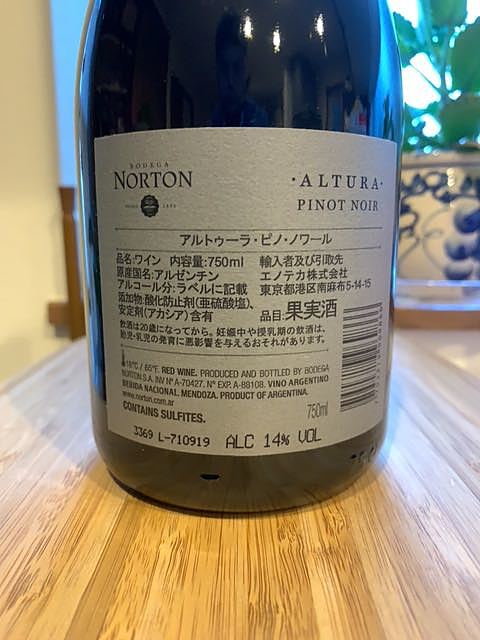 BODEGA
NORTON
DESDE 1895
·ALTURA·
PINOT NOIR
アルトゥーラ・ピノ・ノワール
品名:ワイン 内容量:750ml
原産国名:アルゼンチン
アルコール分:ラベルに記載
添加物:酸化防止剤(亜硫酸塩)、
安定剤(アカシア)含有
輸入者及び引取先
エノテカ株式会社
東京都港区南麻布5-14-15
品目:果実酒
飲酒は20歳になってから。妊娠中や授乳期の飲酒は、
胎児・乳児の発育に悪影響を与えるおそれがあります。
18°C / 65°F. RED WINE. PRODUCED AND BOTTLED BY BODEGA
NORTON S.A. INV Nº A-70427. Nº EXP. A-88108. VINO ARGENTINO
BEBIDA NACIONAL. MENDOZA. PRODUCT OF ARGENTINA.
www.norton.com.ar
CONTAINS SULFITES.
750ml
3369 L-710919 ALC 14% VOL